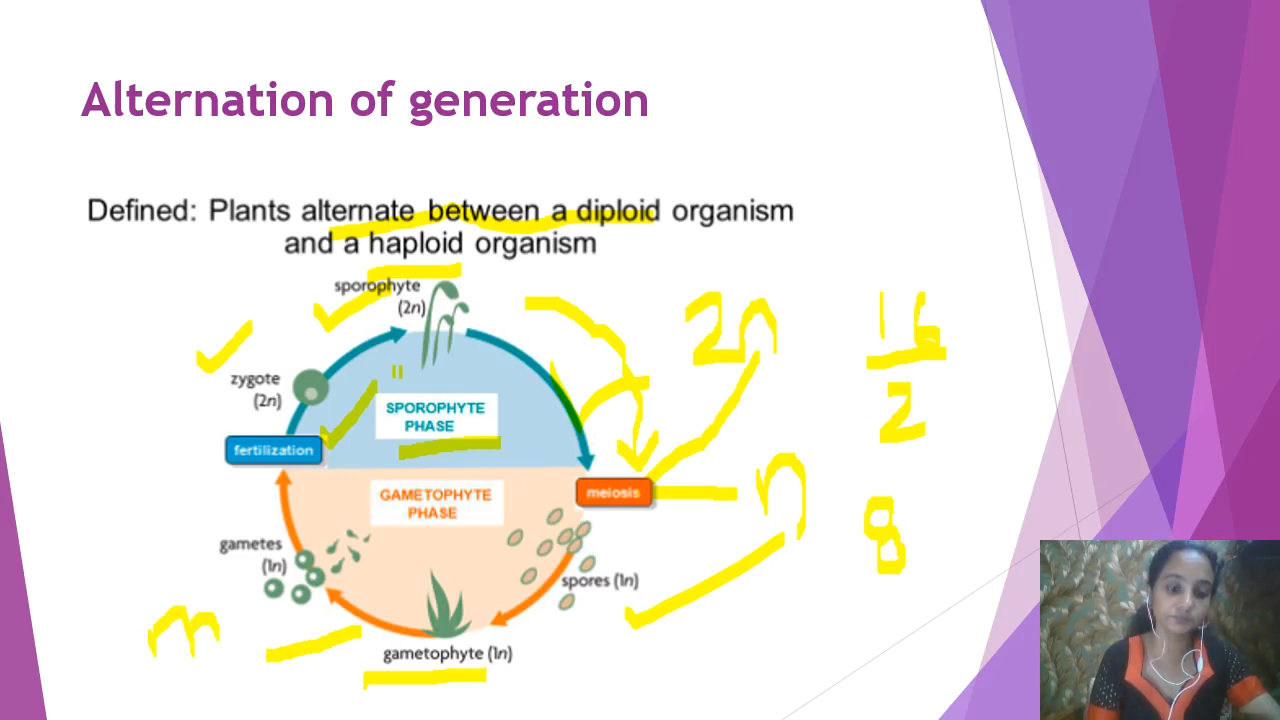 Alternation of generation
Defined: Plants alternate between a diploid organism
and a haploid organism
sporophyte
(2n)
zygote
(2n)
SPOROPHYTE
PHASE
fertilization
GAMETOPHYTE
PHASE
meiosis
gametes
(1n)
spores (1n)
gametophyte (1n)
2n
n
16
2
8